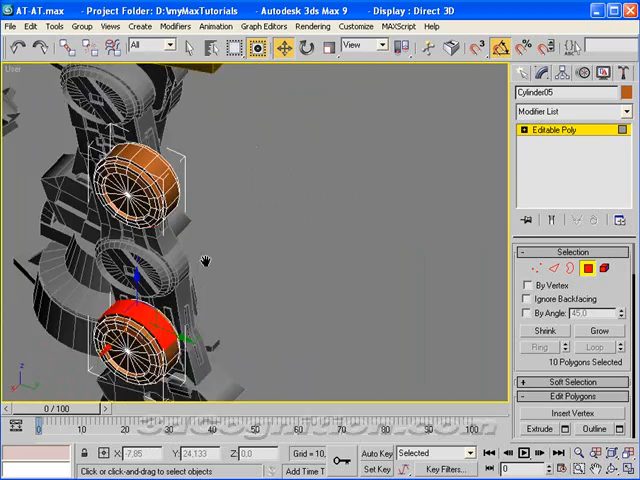 AT-AT.max - Project Folder: D:\myMaxTutorials - Autodesk 3ds Max 9 - Display : Direct 3D
File Edit Tools Group Views Create Modifiers Animation Graph Editors Rendering Customize MAXScript Help
All View
User
Cylinder05
Modifier List
Editable Poly
Selection
By Vertex
Ignore Backfacing
By Angle: 45,0
Shrink Grow
Ring Loop
10 Polygons Selected
Soft Selection
Edit Polygons
Insert Vertex
Extrude Outline
0 / 100
0 10 20 30 40 50 60 70 80 90 100
X: -7,85 Y: 24,133 Z: 0,0 Grid = 10, Auto Key Selected
Click or click-and-drag to select objects Add Time T Set Key Key Filters... 0